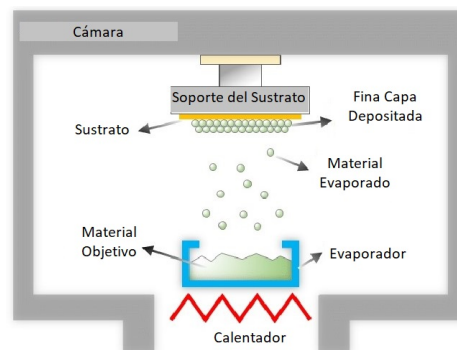 Cámara
Soporte del Sustrato
Fina Capa
Depositada
Sustrato
Material
Evaporado
Material
Objetivo
Evaporador
Calentador